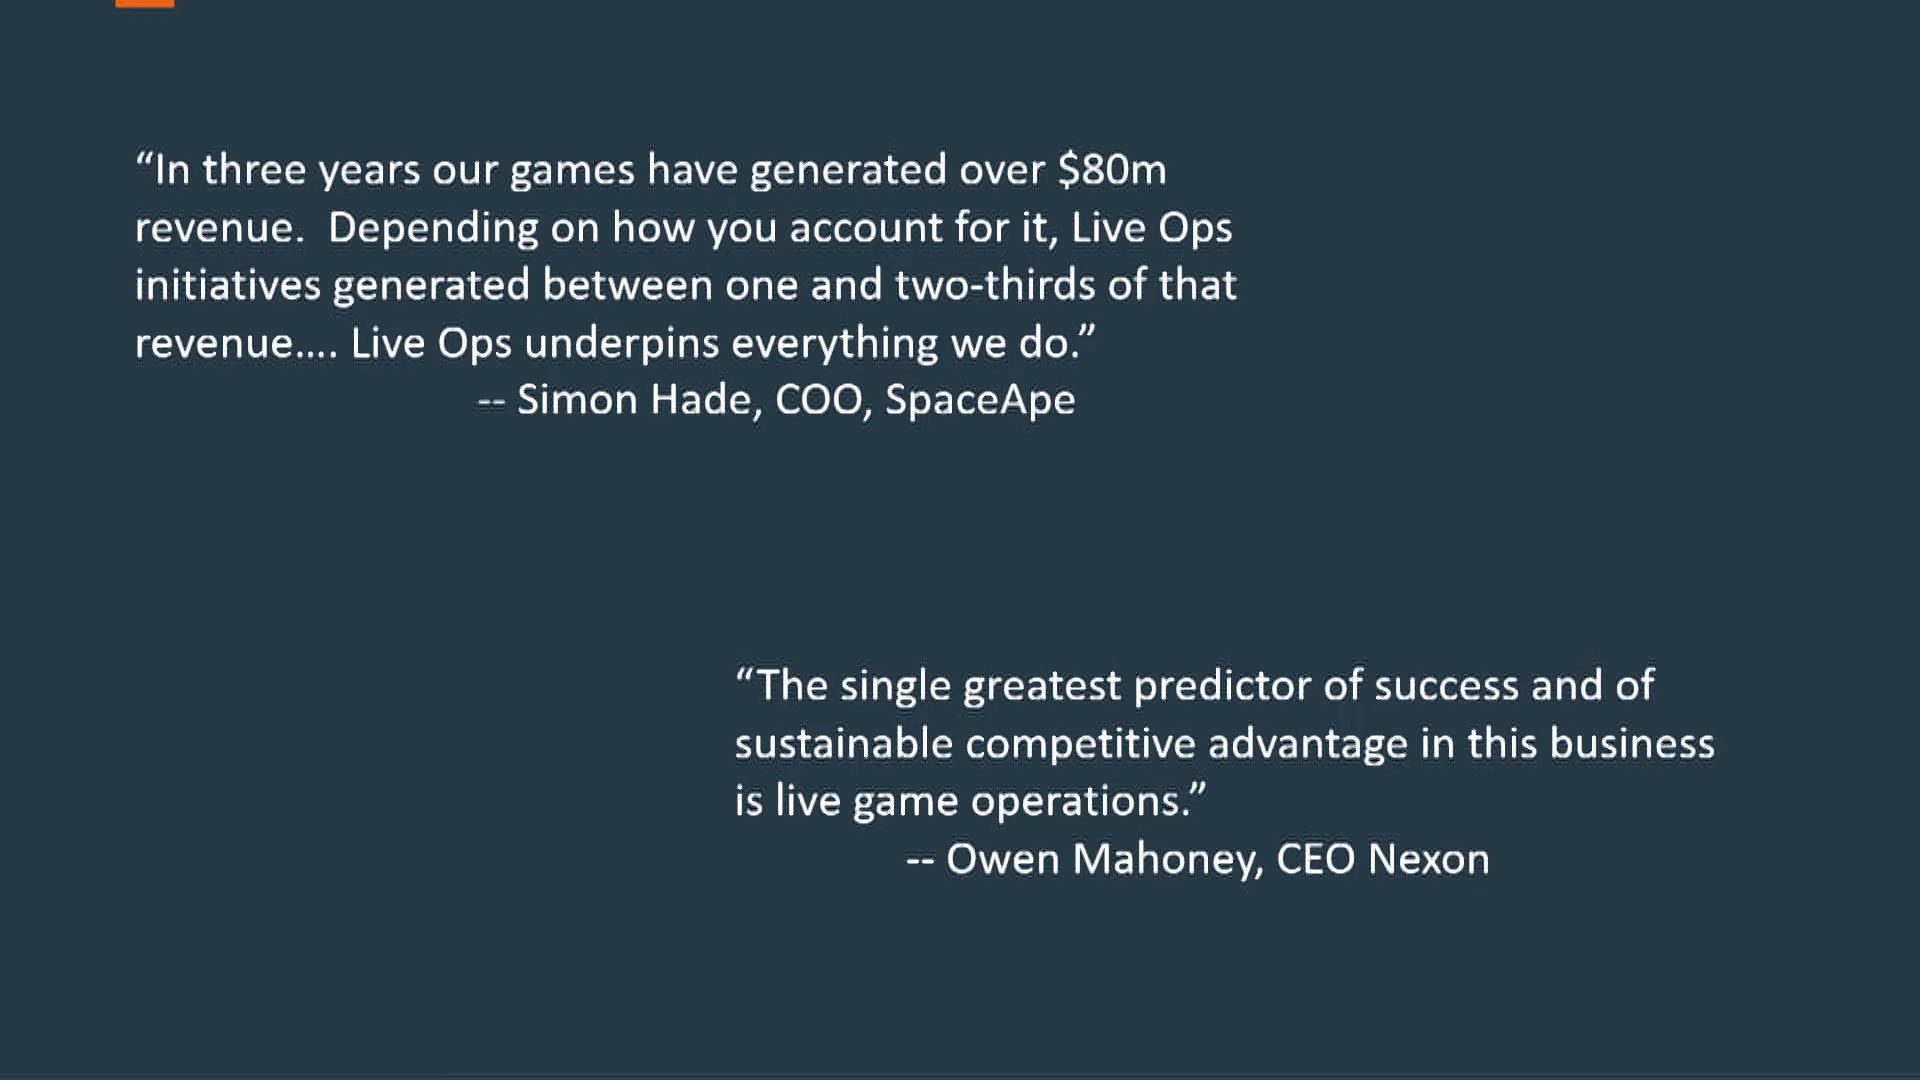 “In three years our games have generated over $80m
revenue.  Depending on how you account for it, Live Ops
initiatives generated between one and two-thirds of that
revenue.... Live Ops underpins everything we do.”
-- Simon Hade, COO, SpaceApe
“The single greatest predictor of success and of
sustainable competitive advantage in this business
is live game operations.”
-- Owen Mahoney, CEO Nexon